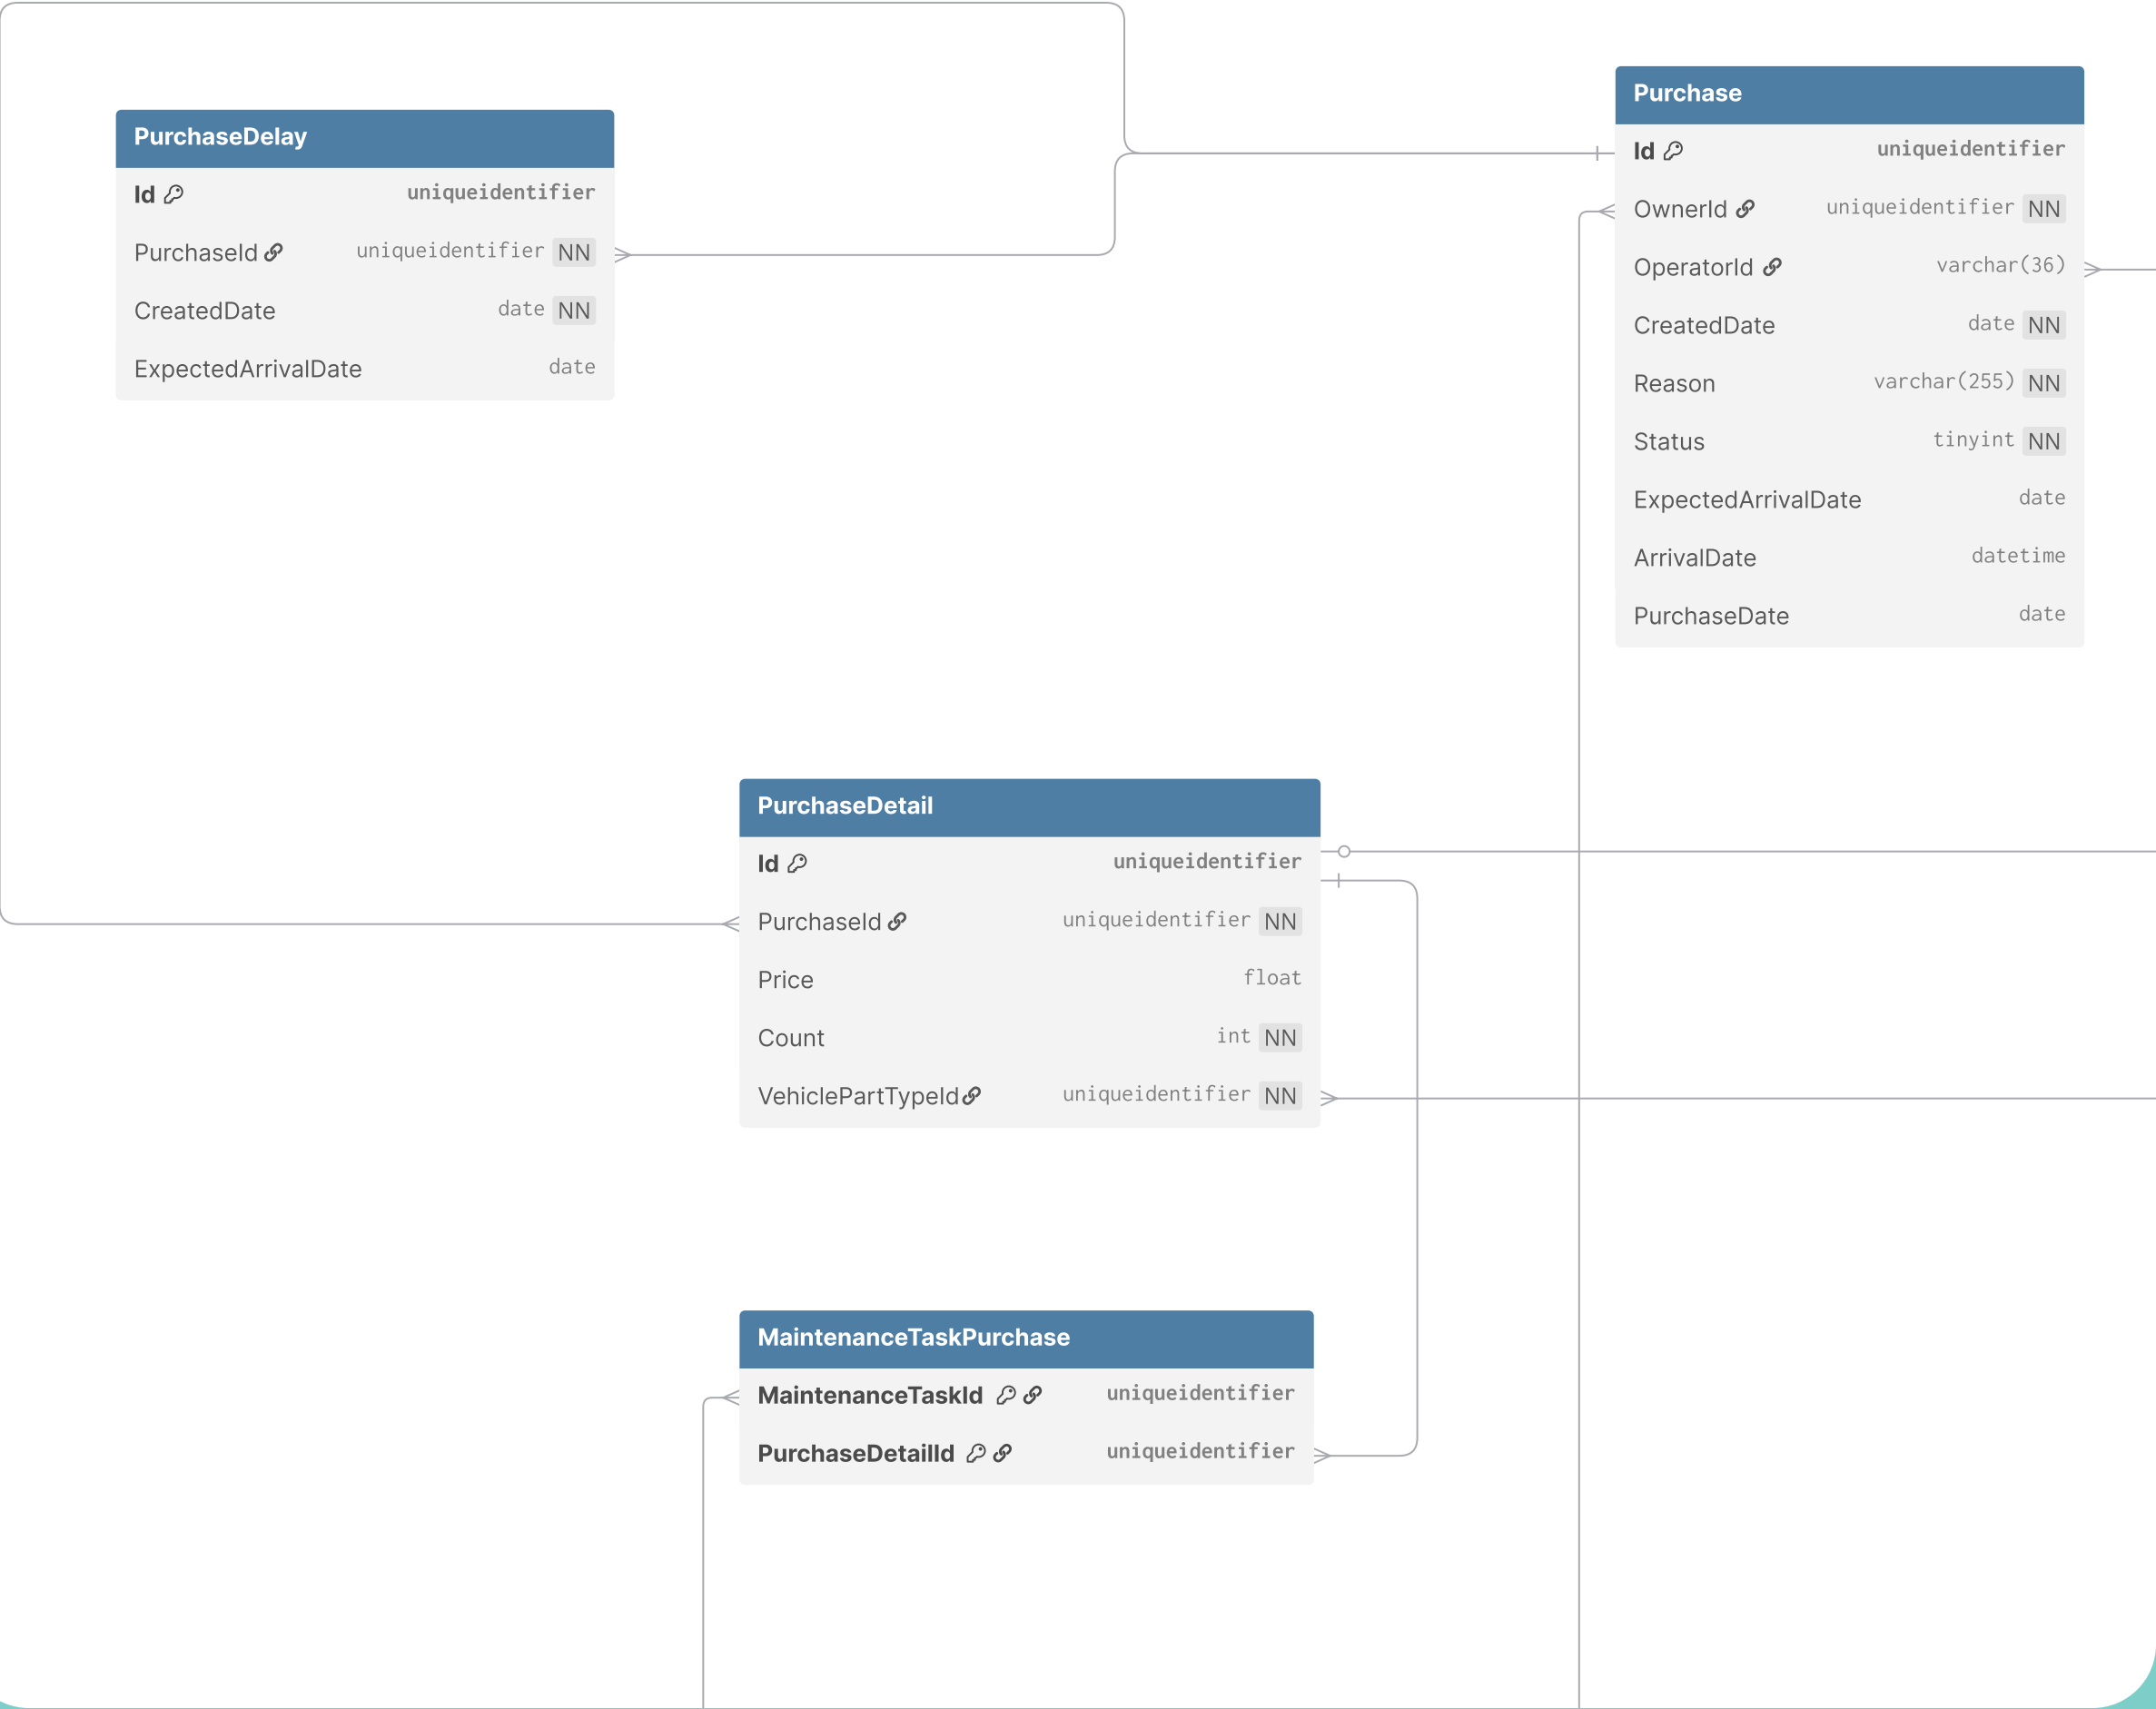 Purchase
Id uniqueidentifier
OwnerId uniqueidentifier NN
OperatorId varchar(36)
CreatedDate date NN
Reason varchar(255) NN
Status tinyint NN
ExpectedArrivalDate date
ArrivalDate datetime
PurchaseDate date
PurchaseDelay
Id uniqueidentifier
PurchaseId uniqueidentifier NN
CreatedDate date NN
ExpectedArrivalDate date
PurchaseDetail
Id uniqueidentifier
PurchaseId uniqueidentifier NN
Price float
Count int NN
VehiclePartTypeId uniqueidentifier NN
MaintenanceTaskPurchase
MaintenanceTaskId uniqueidentifier
PurchaseDetailId uniqueidentifier